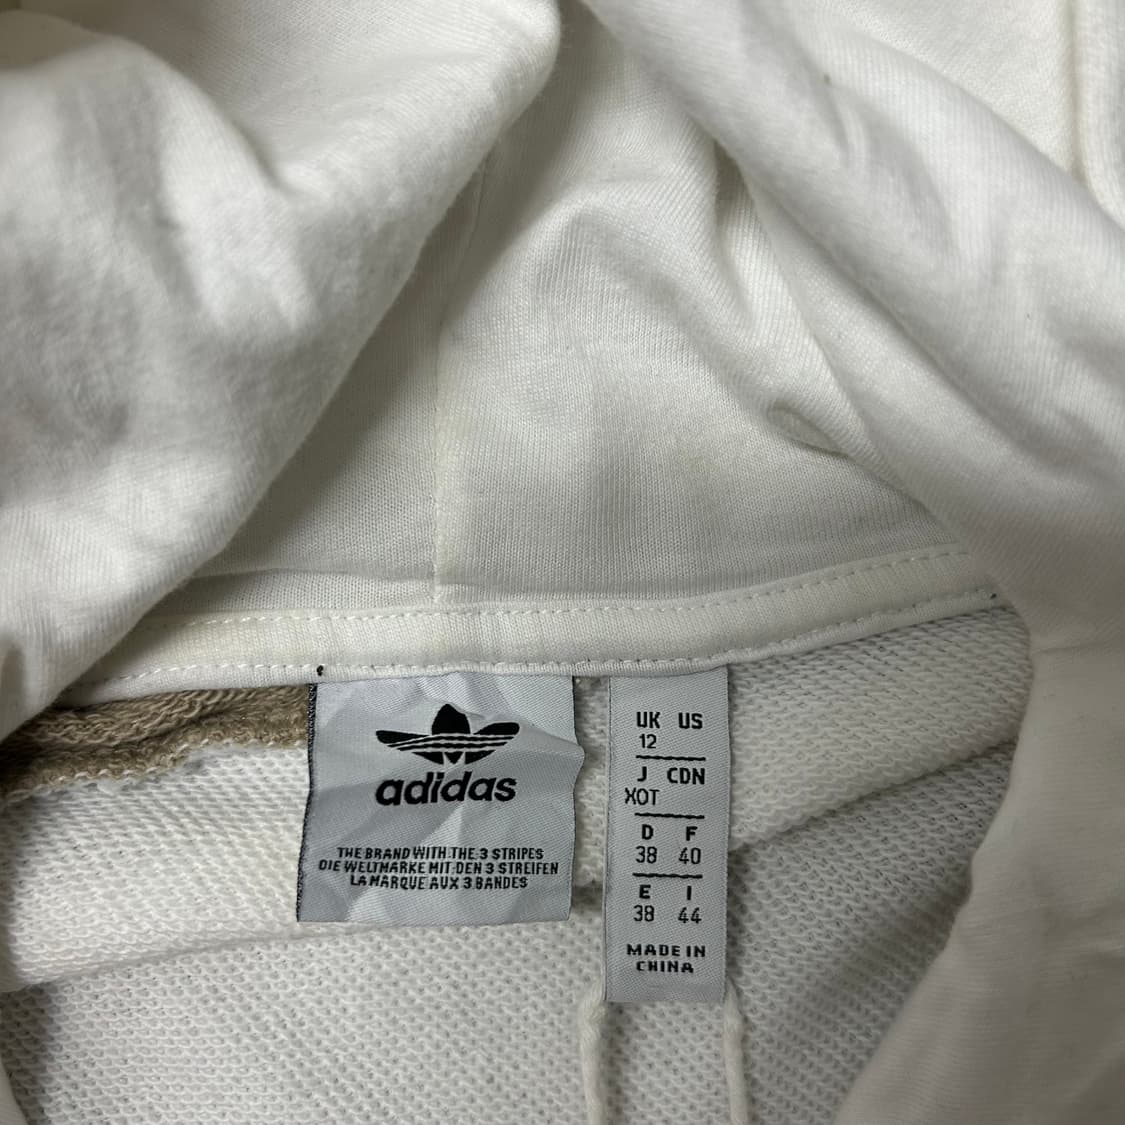 adidas
THE BRAND WITH THE 3 STRIPES
DIE WELTMARKE MIT DEN 3 STREIFEN
LA MARQUE AUX 3 BANDES
UK US
12
J CDN
XOT
D F
38 40
E I
38 44
MADE IN
CHINA